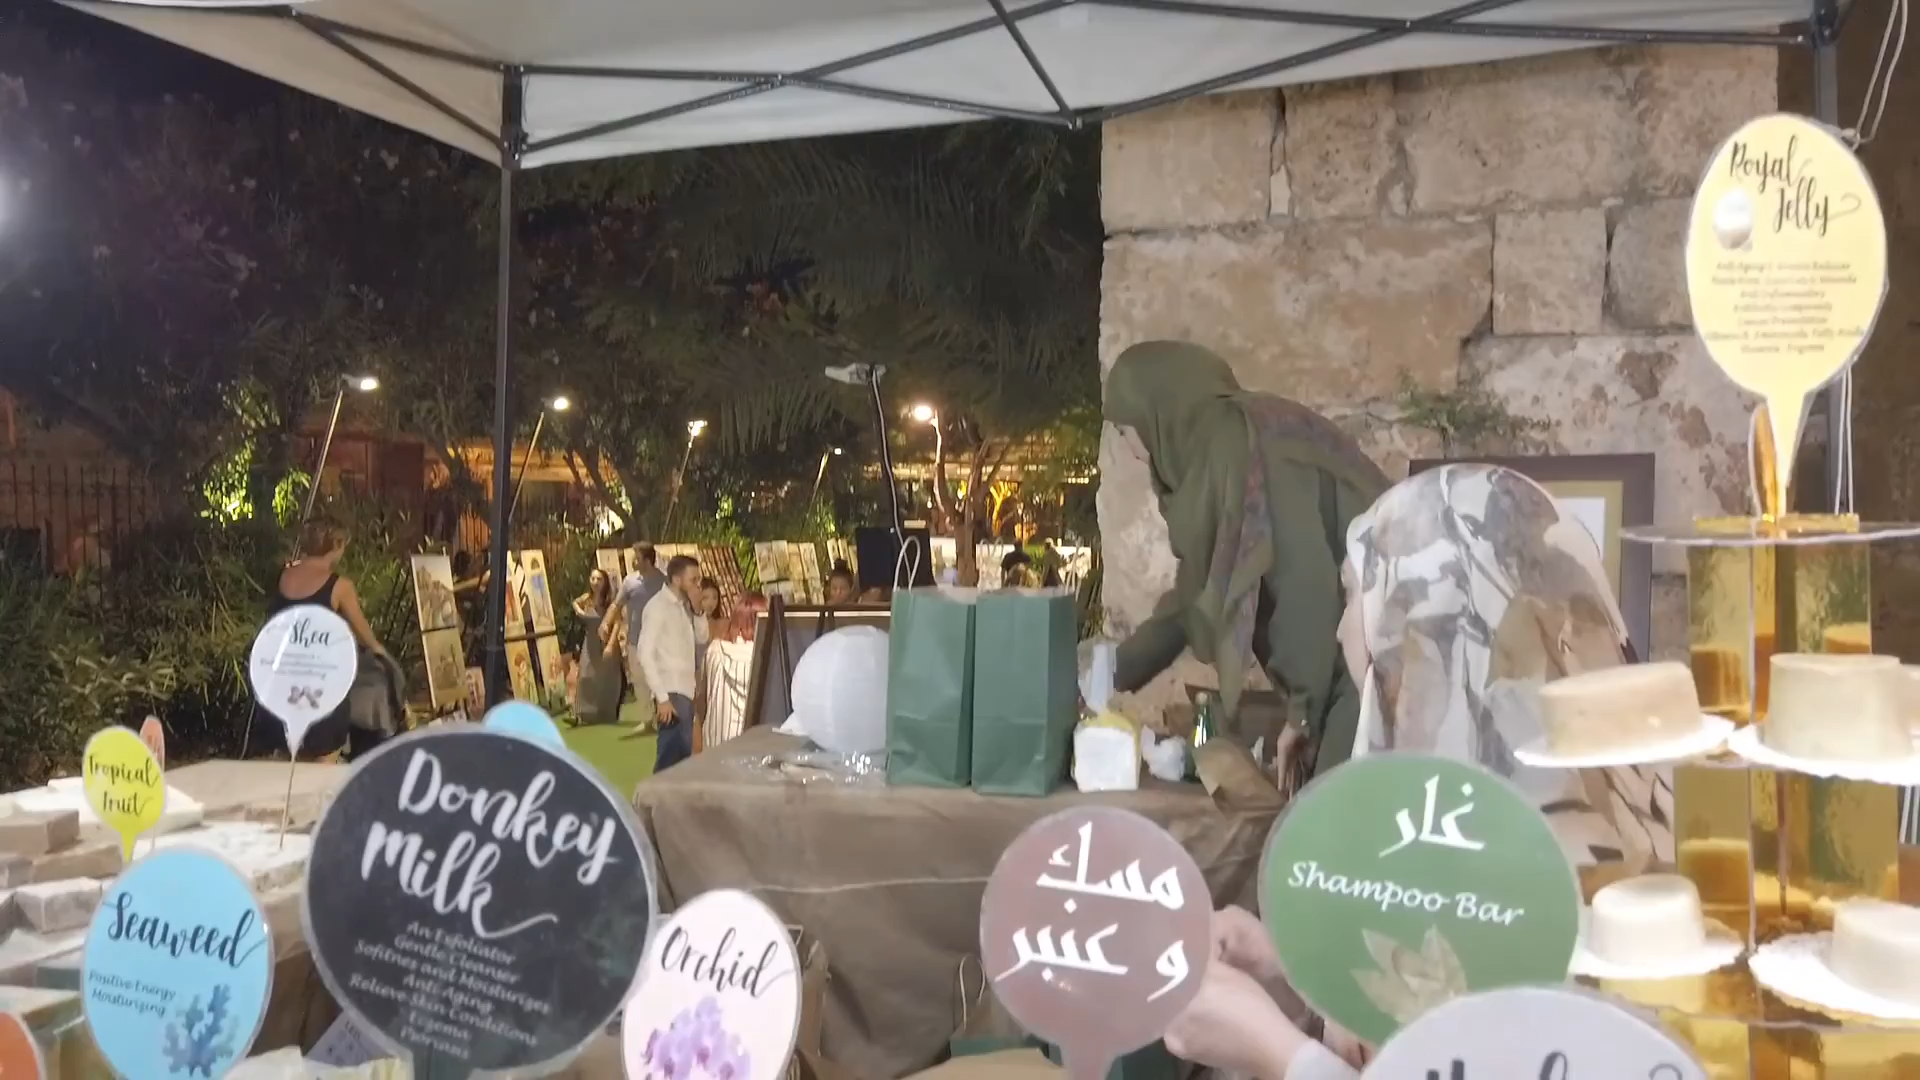 Royal
Jelly
Shea
Tropical
Fruit
Donkey
Milk
An Exfoliator
Gentle Cleanser
Sofitnes and Moisturizes
Anti Aging
Relieve Skin Conditions
Eczema
Psoriasis
Seaweed
Positive Energy
Moisturizing
Orchid
مسك
و عنبر
غار
Shampoo Bar